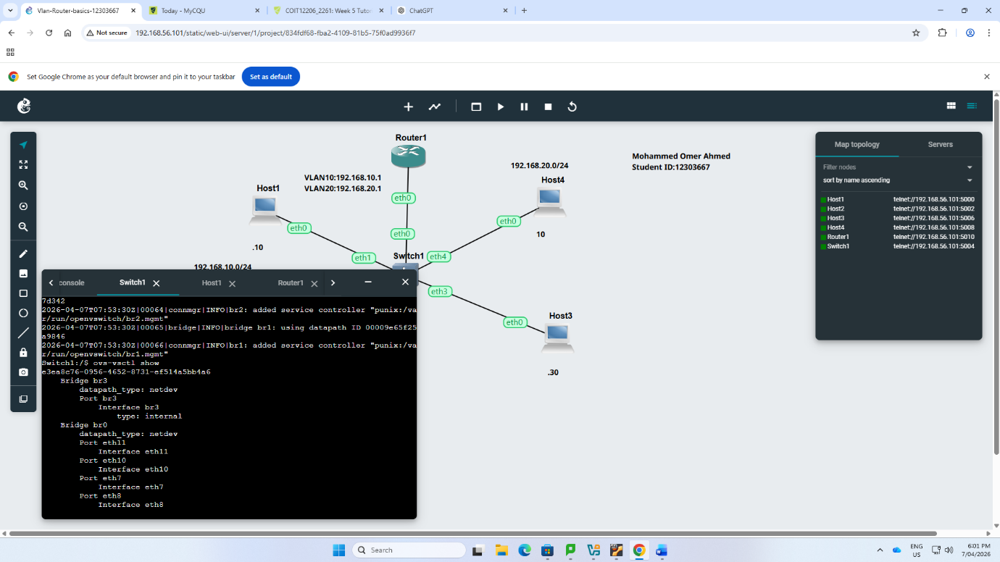 Vlan-Router-basics-12303667
Today - MyCQU
COIT12206_2261: Week 5 Tutor
ChatGPT
Not secure
192.168.56.101/static/web-ui/server/1/project/834fdf68-fba2-4109-81b5-75f0ad9936f7
Set Google Chrome as your default browser and pin it to your taskbar
Set as default
Router1
Mohammed Omer Ahmed
Student ID:12303667
192.168.20.0/24
Host4
VLAN10:192.168.10.1
VLAN20:192.168.20.1
Host1
eth0
eth0
eth0
eth0
10
.10
eth1
Switch1
eth4
192.168.10.0/24
eth3
Host3
eth0
.30
Map topology
Servers
Filter nodes
sort by name ascending
Host1 telnet://192.168.56.101:5000
Host2 telnet://192.168.56.101:5002
Host3 telnet://192.168.56.101:5006
Host4 telnet://192.168.56.101:5008
Router1 telnet://192.168.56.101:5010
Switch1 telnet://192.168.56.101:5004
console
Switch1
Host1
Router1
7d342
2026-04-07T07:53:30Z|00064|connmgr|INFO|br2: added service controller "punix:/va
r/run/openvswitch/br2.mgmt"
2026-04-07T07:53:30Z|00065|bridge|INFO|bridge br1: using datapath ID 00009e65f25
a9846
2026-04-07T07:53:30Z|00066|connmgr|INFO|br1: added service controller "punix:/va
r/run/openvswitch/br1.mgmt"
Switch1:/$ ovs-vsctl show
e3ea8c76-0956-4652-8731-ef514a5bb4a6
Bridge br3
datapath_type: netdev
Port br3
Interface br3
type: internal
Bridge br0
datapath_type: netdev
Port eth11
Interface eth11
Port eth10
Interface eth10
Port eth7
Interface eth7
Port eth8
Interface eth8
Search
ENG
US
6:01 PM
7/04/2026